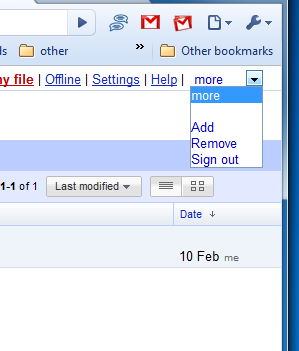 ds other » Other bookmarks
ny file | Offline | Settings | Help | more
more
Add
Remove
Sign out
1-1 of 1 Last modified
Date ↓
10 Feb me